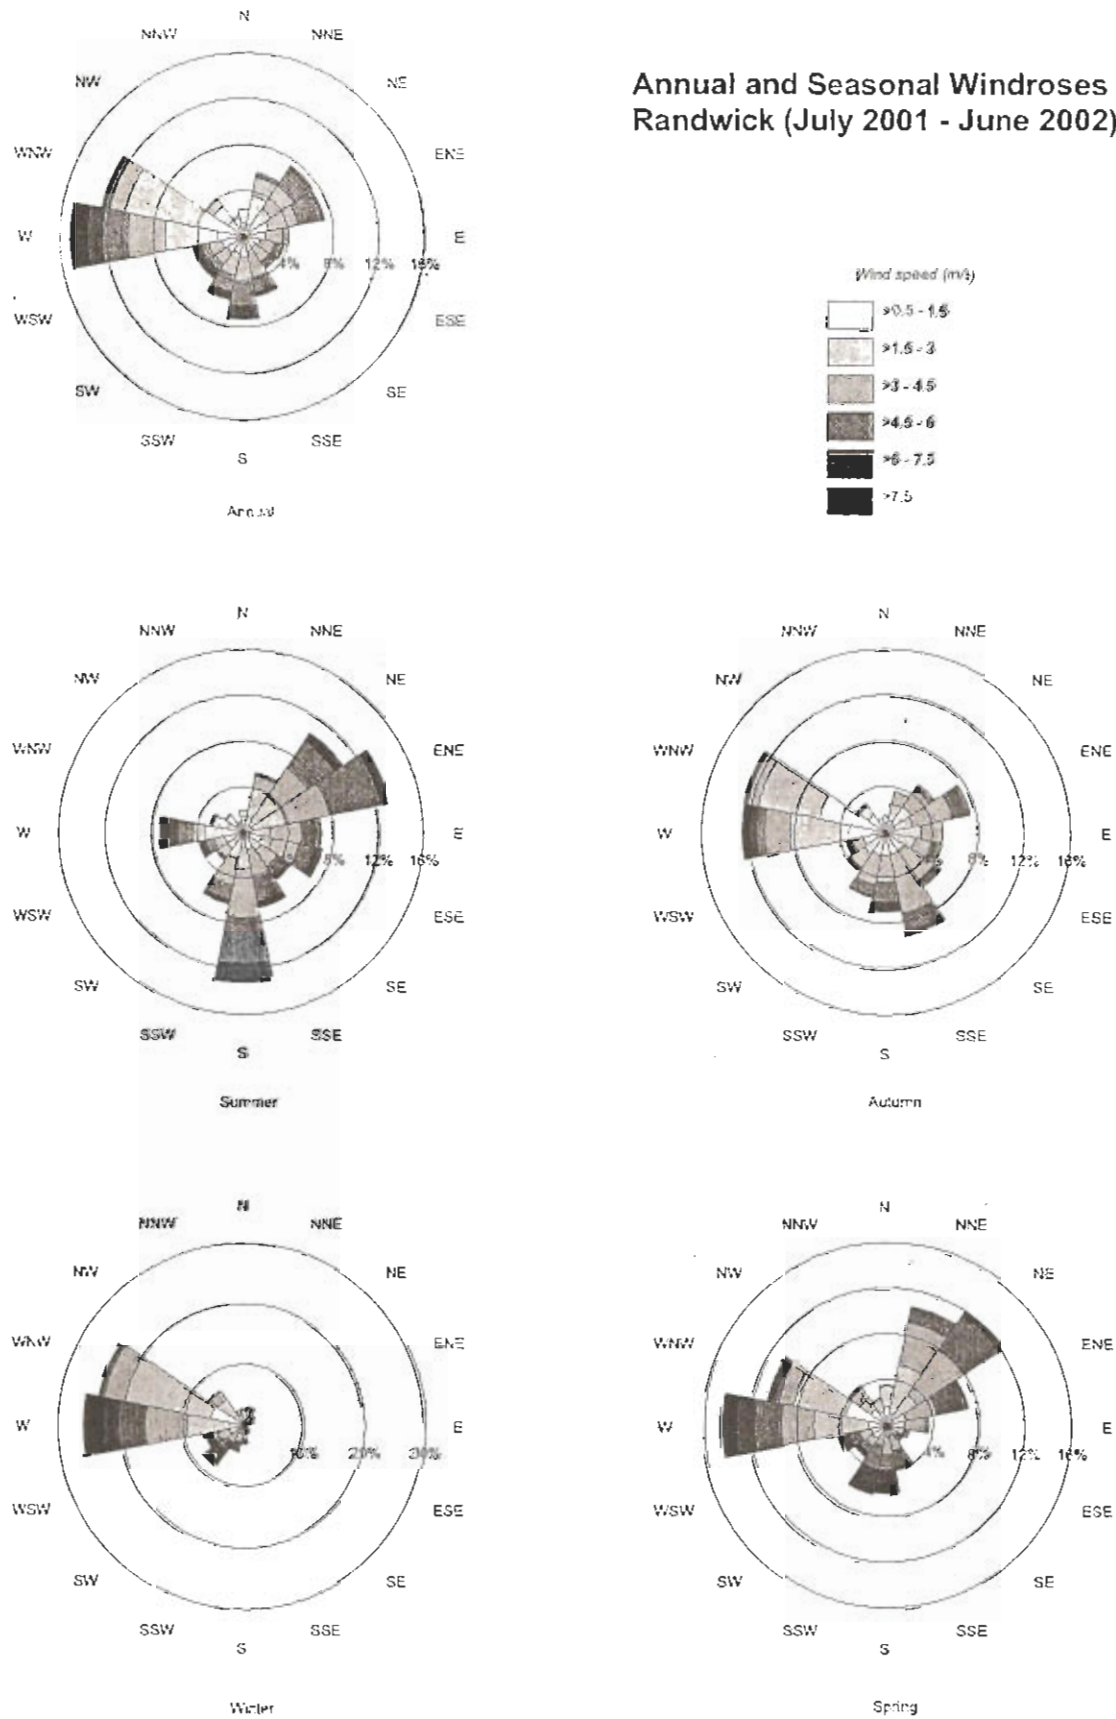 Annual and Seasonal Windroses
Randwick (July 2001 - June 2002)
N
NNW NNE
NW NE
WNW ENE
W E
4% 8% 12% 16%
WSW ESE
SW SE
SSW SSE
S
Annual
Wind speed (m/s)
>0.5 - 1.5
>1.5 - 3
>3 - 4.5
>4.5 - 6
>6 - 7.5
>7.5
N
NNW NNE
NW NE
WNW ENE
W E
8% 12% 16%
WSW ESE
SW SE
SSW SSE
S
Summer
N
NNW NNE
NW NE
WNW ENE
W E
8% 12% 16%
WSW ESE
SW SE
SSW SSE
S
Autumn
N
NNW NNE
NW NE
WNW ENE
W E
10% 20% 30%
WSW ESE
SW SE
SSW SSE
S
Winter
N
NNW NNE
NW NE
WNW ENE
W E
4% 8% 12% 16%
WSW ESE
SW SE
SSW SSE
S
Spring